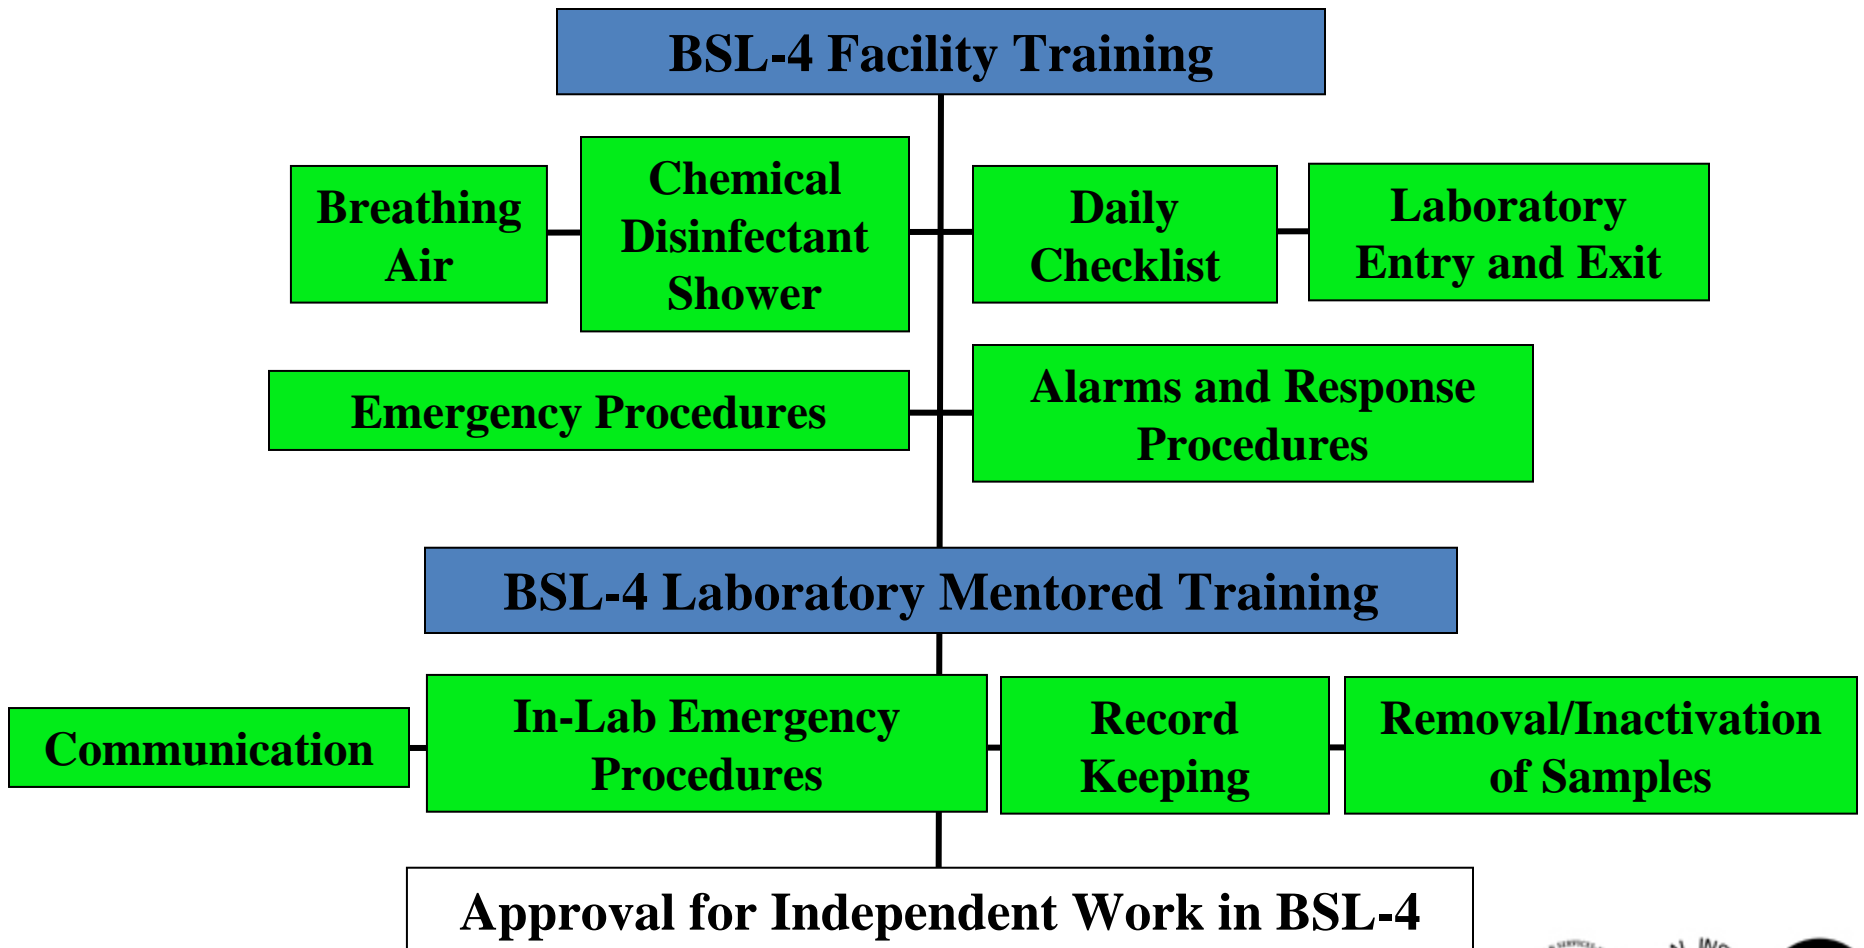 BSL-4 Facility Training
Breathing
Air
Chemical
Disinfectant
Shower
Daily
Checklist
Laboratory
Entry and Exit
Emergency Procedures
Alarms and Response
Procedures
BSL-4 Laboratory Mentored Training
Communication
In-Lab Emergency
Procedures
Record
Keeping
Removal/Inactivation
of Samples
Approval for Independent Work in BSL-4